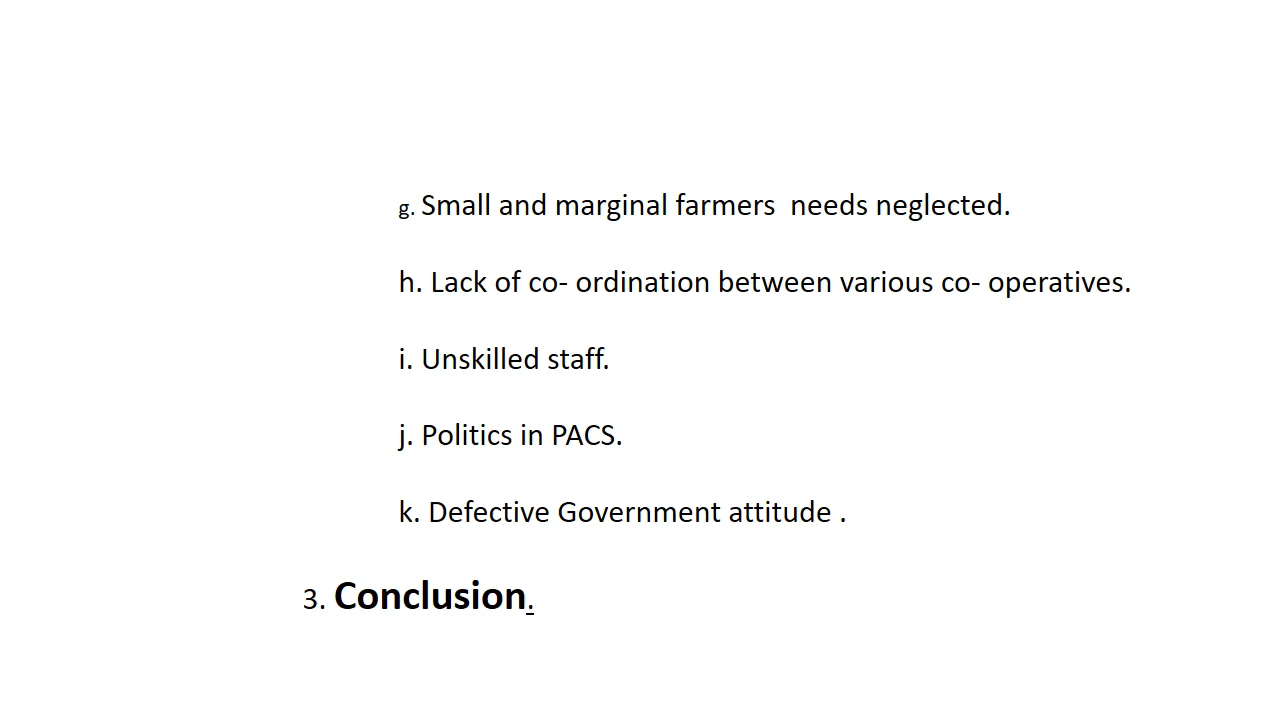 g. Small and marginal farmers  needs neglected.
h. Lack of co- ordination between various co- operatives.
i. Unskilled staff.
j. Politics in PACS.
k. Defective Government attitude .
3. Conclusion.